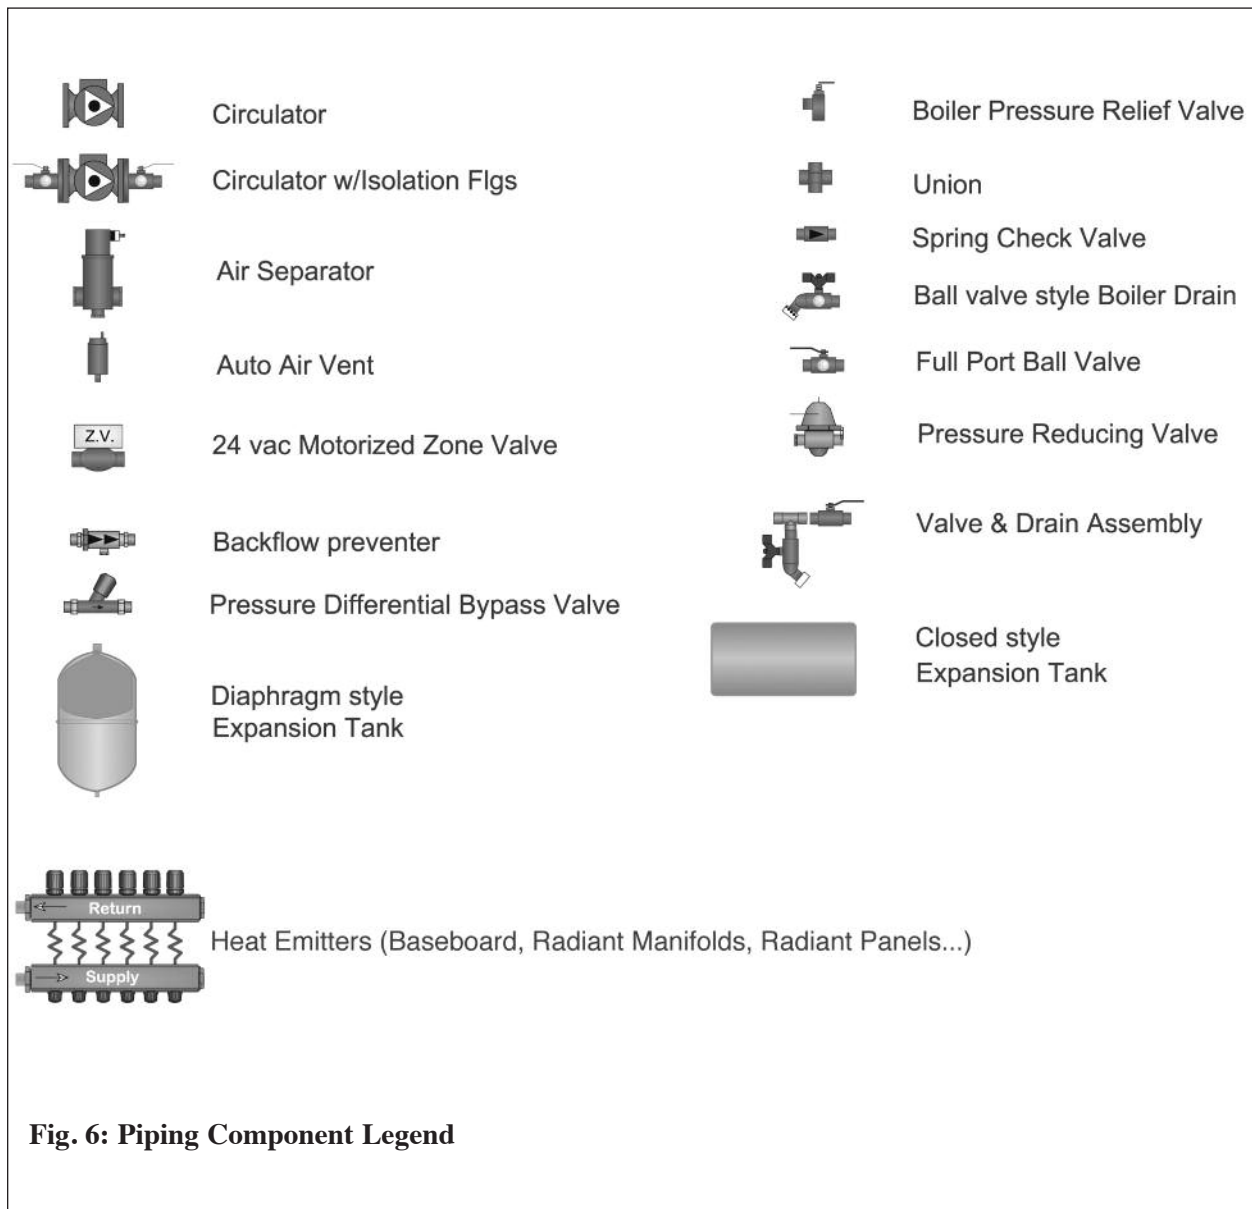 Circulator
Circulator w/Isolation Flgs
Air Separator
Auto Air Vent
Z.V.
24 vac Motorized Zone Valve
Backflow preventer
Pressure Differential Bypass Valve
Diaphragm style
Expansion Tank
Boiler Pressure Relief Valve
Union
Spring Check Valve
Ball valve style Boiler Drain
Full Port Ball Valve
Pressure Reducing Valve
Valve & Drain Assembly
Closed style
Expansion Tank
Return
Supply
Heat Emitters (Baseboard, Radiant Manifolds, Radiant Panels...)
Fig. 6: Piping Component Legend